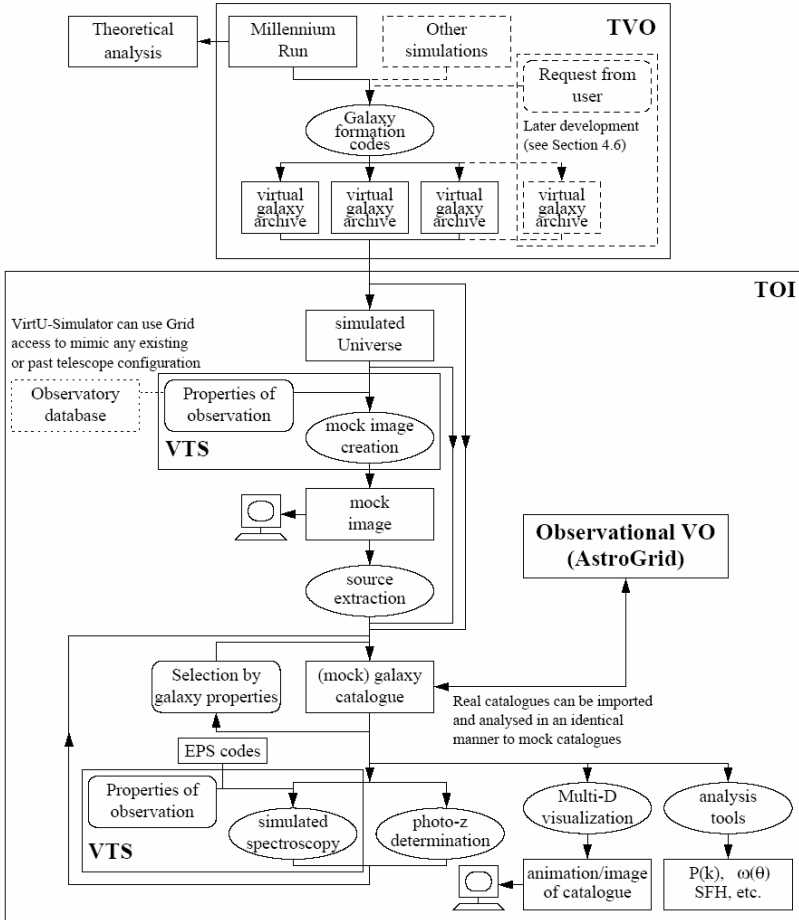 Theoretical
analysis
Millennium
Run
Other
simulations
TVO
Request from
user
Galaxy
formation
codes
Later development
(see Section 4.6)
virtual
galaxy
archive
virtual
galaxy
archive
virtual
galaxy
archive
virtual
galaxy
archive
TOI
simulated
Universe
VirtU-Simulator can use Grid
access to mimic any existing
or past telescope configuration
Observatory
database
Properties of
observation
VTS
mock image
creation
mock
image
source
extraction
Observational VO
(AstroGrid)
Selection by
galaxy properties
(mock) galaxy
catalogue
Real catalogues can be imported
and analysed in an identical
manner to mock catalogues
EPS codes
Properties of
observation
VTS
simulated
spectroscopy
photo-z
determination
Multi-D
visualization
analysis
tools
animation/image
of catalogue
P(k), ω(θ)
SFH, etc.